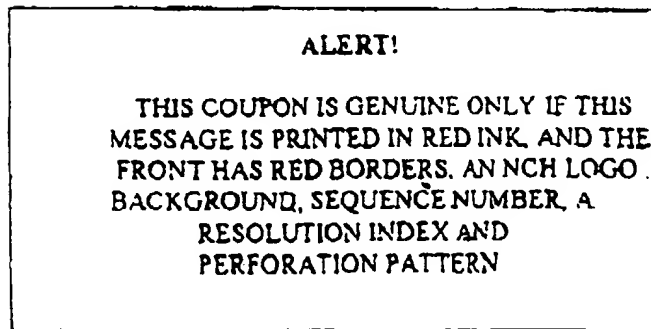 ALERT!
THIS COUPON IS GENUINE ONLY IF THIS
MESSAGE IS PRINTED IN RED INK, AND THE
FRONT HAS RED BORDERS. AN NCH LOGO
BACKGROUND, SEQUENCE NUMBER, A
RESOLUTION INDEX AND
PERFORATION PATTERN